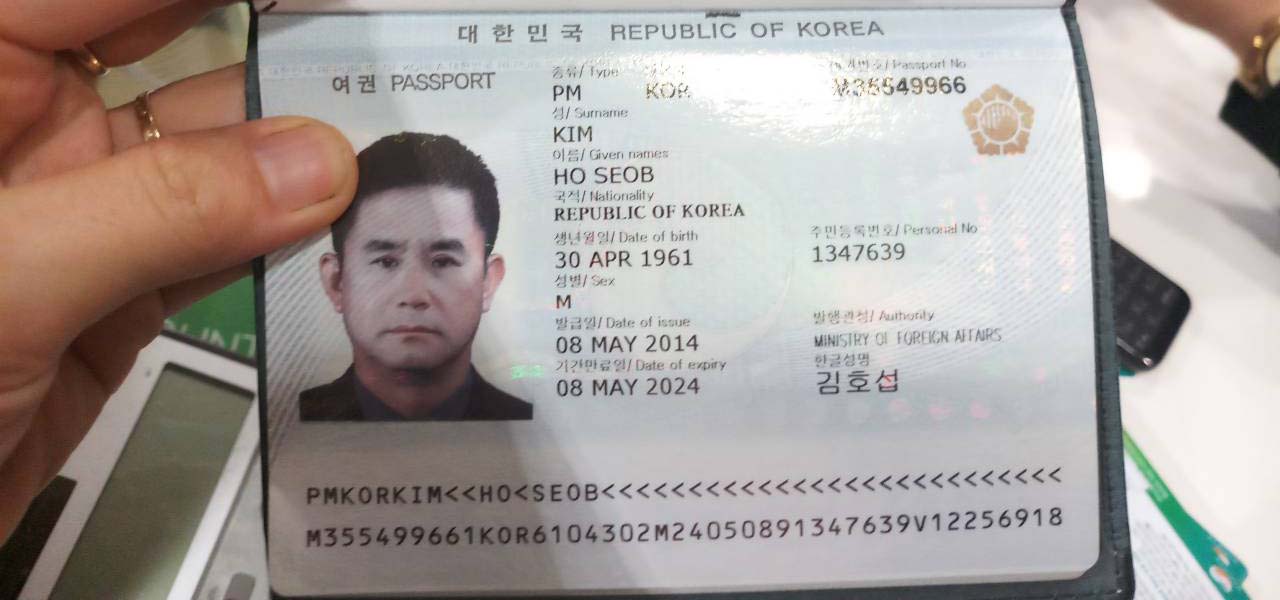 대한민국 REPUBLIC OF KOREA
여권 PASSPORT
종류/ Type
Passport No
PM KOR M35549966
성/ Surname
KIM
이름/ Given names
HO SEOB
국적/ Nationality
REPUBLIC OF KOREA
생년월일/ Date of birth
주민등록번호/ Personal No
30 APR 1961
1347639
성별/ Sex
M
발급일/ Date of issue
발행관청/ Authority
08 MAY 2014
MINISTRY OF FOREIGN AFFAIRS
기간만료일/ Date of expiry
한글성명
08 MAY 2024
김호섭
PMKORKIM<<HO<SEOB<<<<<<<<<<<<<<<<<<<<<<<<<<<
M355499661KOR6104302M24050891347639V12256918